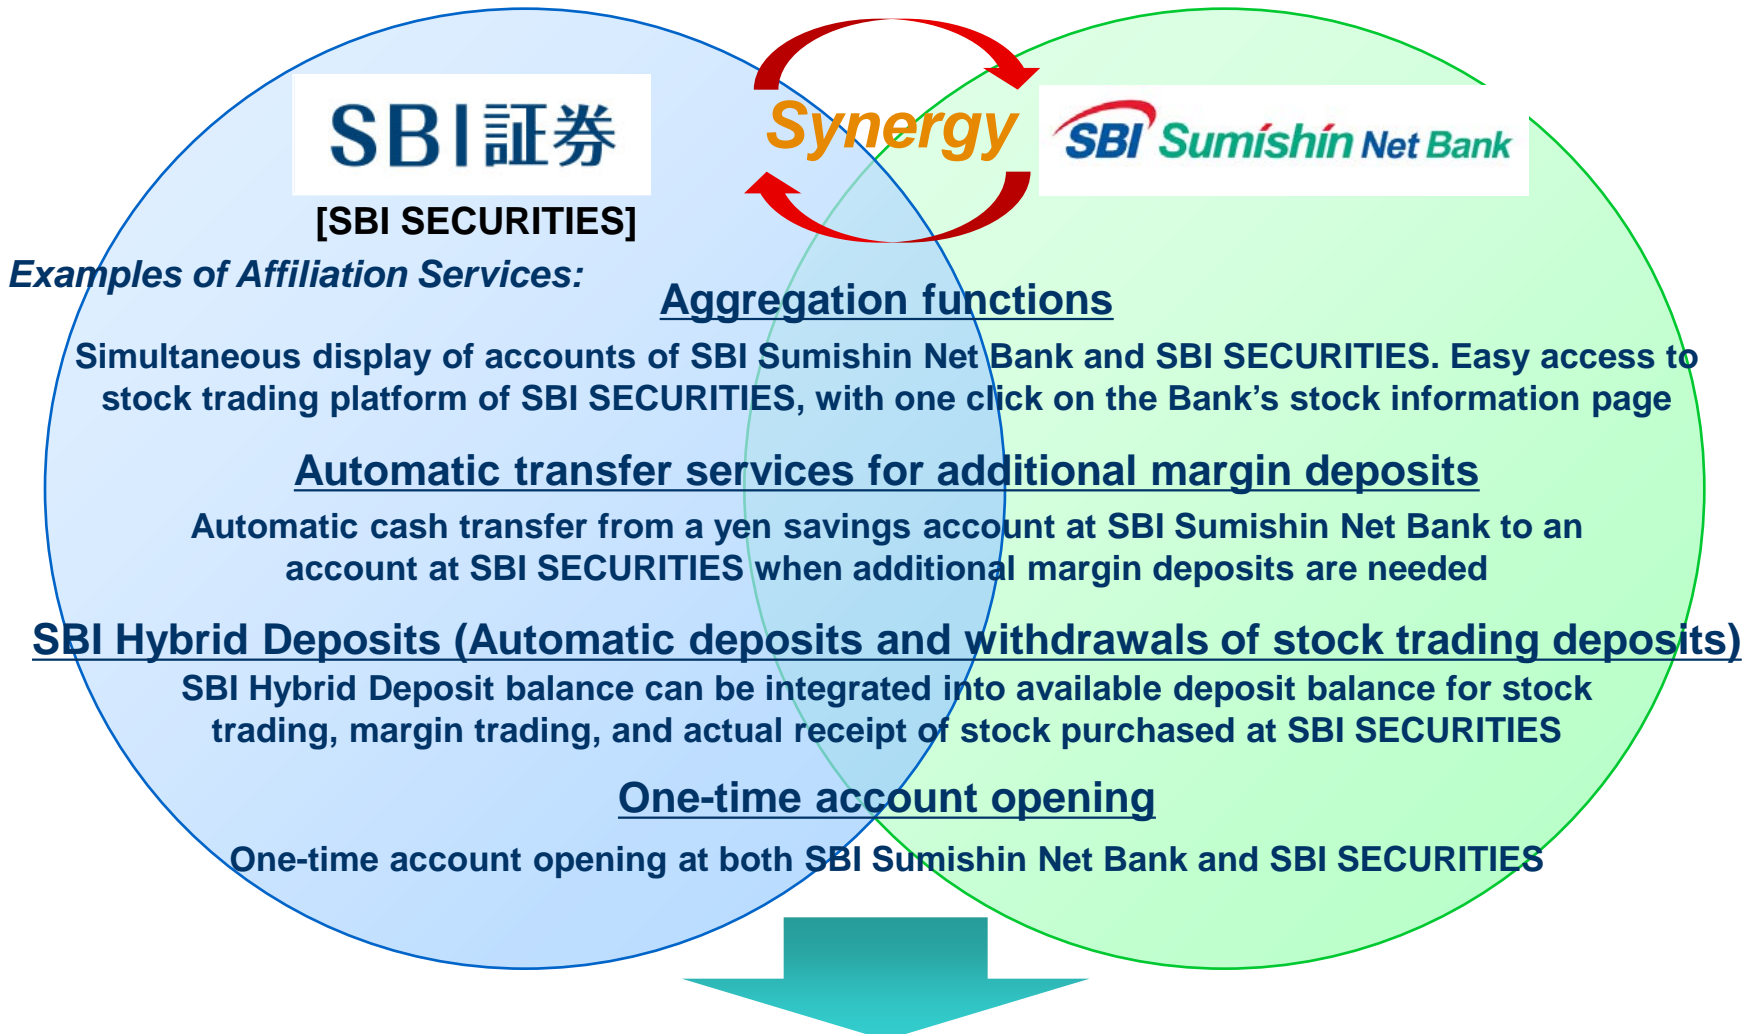 SBI証券
Synergy
SBI Sumishin Net Bank
[SBI SECURITIES]
Examples of Affiliation Services:
Aggregation functions
Simultaneous display of accounts of SBI Sumishin Net Bank and SBI SECURITIES. Easy access to
stock trading platform of SBI SECURITIES, with one click on the Bank’s stock information page
Automatic transfer services for additional margin deposits
Automatic cash transfer from a yen savings account at SBI Sumishin Net Bank to an
account at SBI SECURITIES when additional margin deposits are needed
SBI Hybrid Deposits (Automatic deposits and withdrawals of stock trading deposits)
SBI Hybrid Deposit balance can be integrated into available deposit balance for stock
trading, margin trading, and actual receipt of stock purchased at SBI SECURITIES
One-time account opening
One-time account opening at both SBI Sumishin Net Bank and SBI SECURITIES